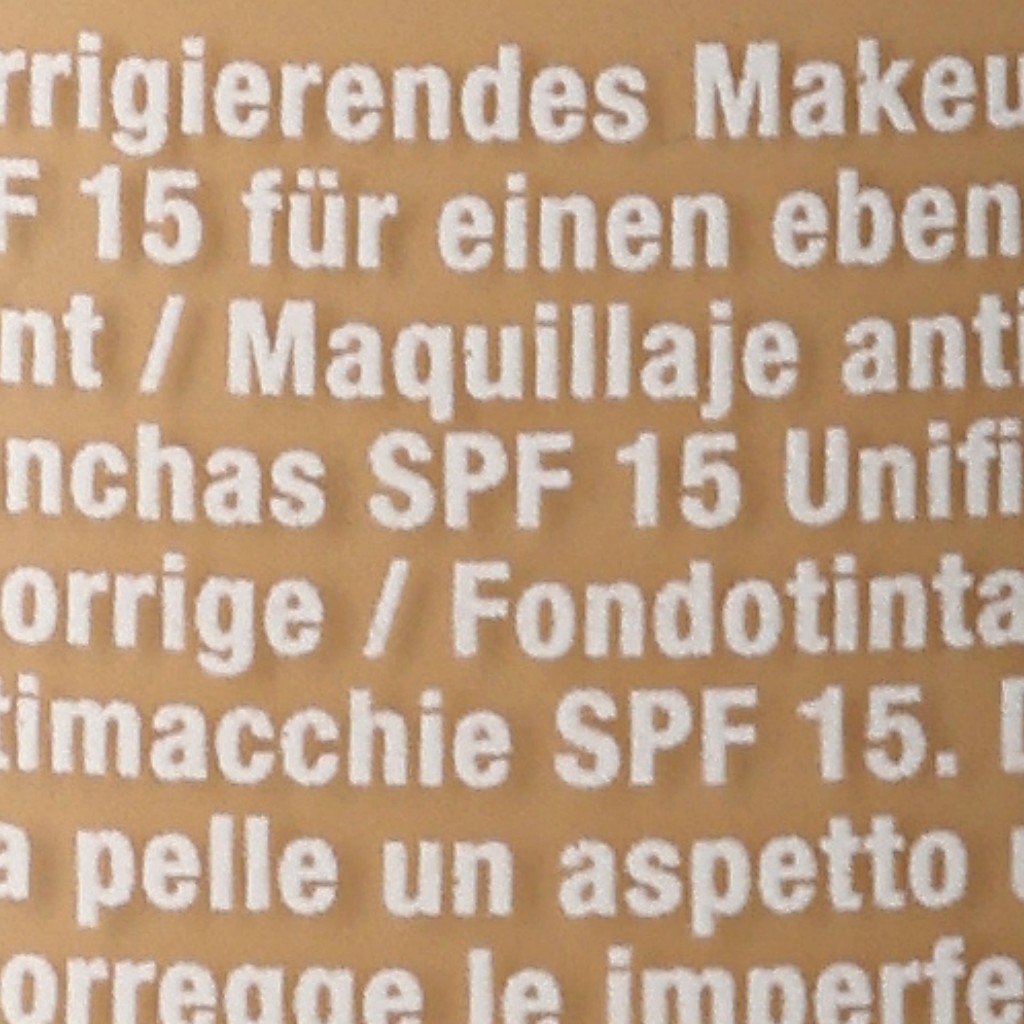 rrigierendes Makeu
F 15 für einen eben
nt / Maquillaje anti
nchas SPF 15 Unifi
orrige / Fondotinta
timacchie SPF 15.
a pelle un aspetto
orregge le imperfe